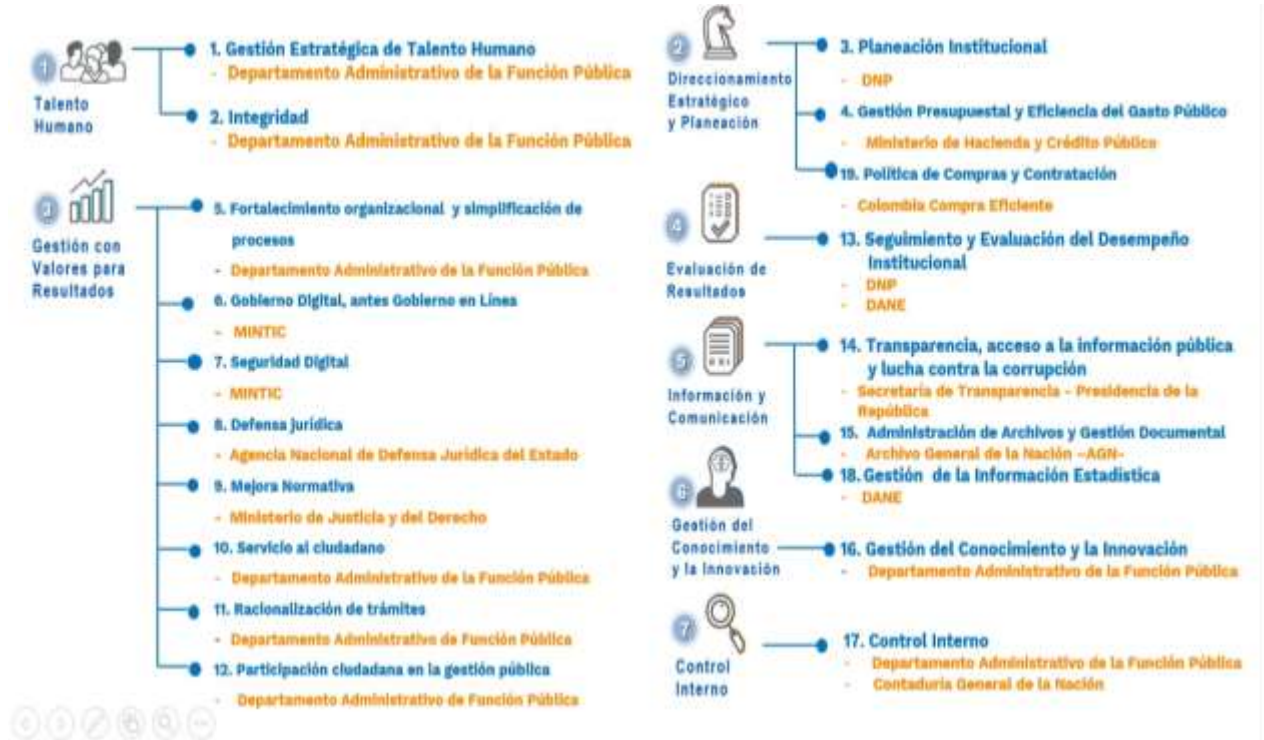 1
Talento
Humano
1. Gestión Estratégica de Talento Humano
- Departamento Administrativo de la Función Pública
2. Integridad
- Departamento Administrativo de la Función Pública
3
Gestión con
Valores para
Resultados
5. Fortalecimiento organizacional y simplificación de
procesos
- Departamento Administrativo de la Función Pública
6. Gobierno Digital, antes Gobierno en Línea
- MINTIC
7. Seguridad Digital
- MINTIC
8. Defensa jurídica
- Agencia Nacional de Defensa Jurídica del Estado
9. Mejora Normativa
- Ministerio de Justicia y del Derecho
10. Servicio al ciudadano
- Departamento Administrativo de la Función Pública
11. Racionalización de trámites
- Departamento Administrativo de Función Pública
12. Participación ciudadana en la gestión pública
- Departamento Administrativo de Función Pública
2
Direccionamiento
Estratégico
y Planeación
3. Planeación Institucional
- DNP
4. Gestión Presupuestal y Eficiencia del Gasto Público
- Ministerio de Hacienda y Crédito Público
19. Política de Compras y Contratación
- Colombia Compra Eficiente
4
Evaluación de
Resultados
13. Seguimiento y Evaluación del Desempeño
Institucional
- DNP
- DANE
5
Información y
Comunicación
14. Transparencia, acceso a la información pública
y lucha contra la corrupción
- Secretaría de Transparencia - Presidencia de la
República
15. Administración de Archivos y Gestión Documental
- Archivo General de la Nación –AGN-
18. Gestión de la Información Estadística
- DANE
6
Gestión del
Conocimiento
y la Innovación
16. Gestión del Conocimiento y la Innovación
- Departamento Administrativo de la Función Pública
7
Control
Interno
17. Control Interno
- Departamento Administrativo de la Función Pública
- Contaduría General de la Nación